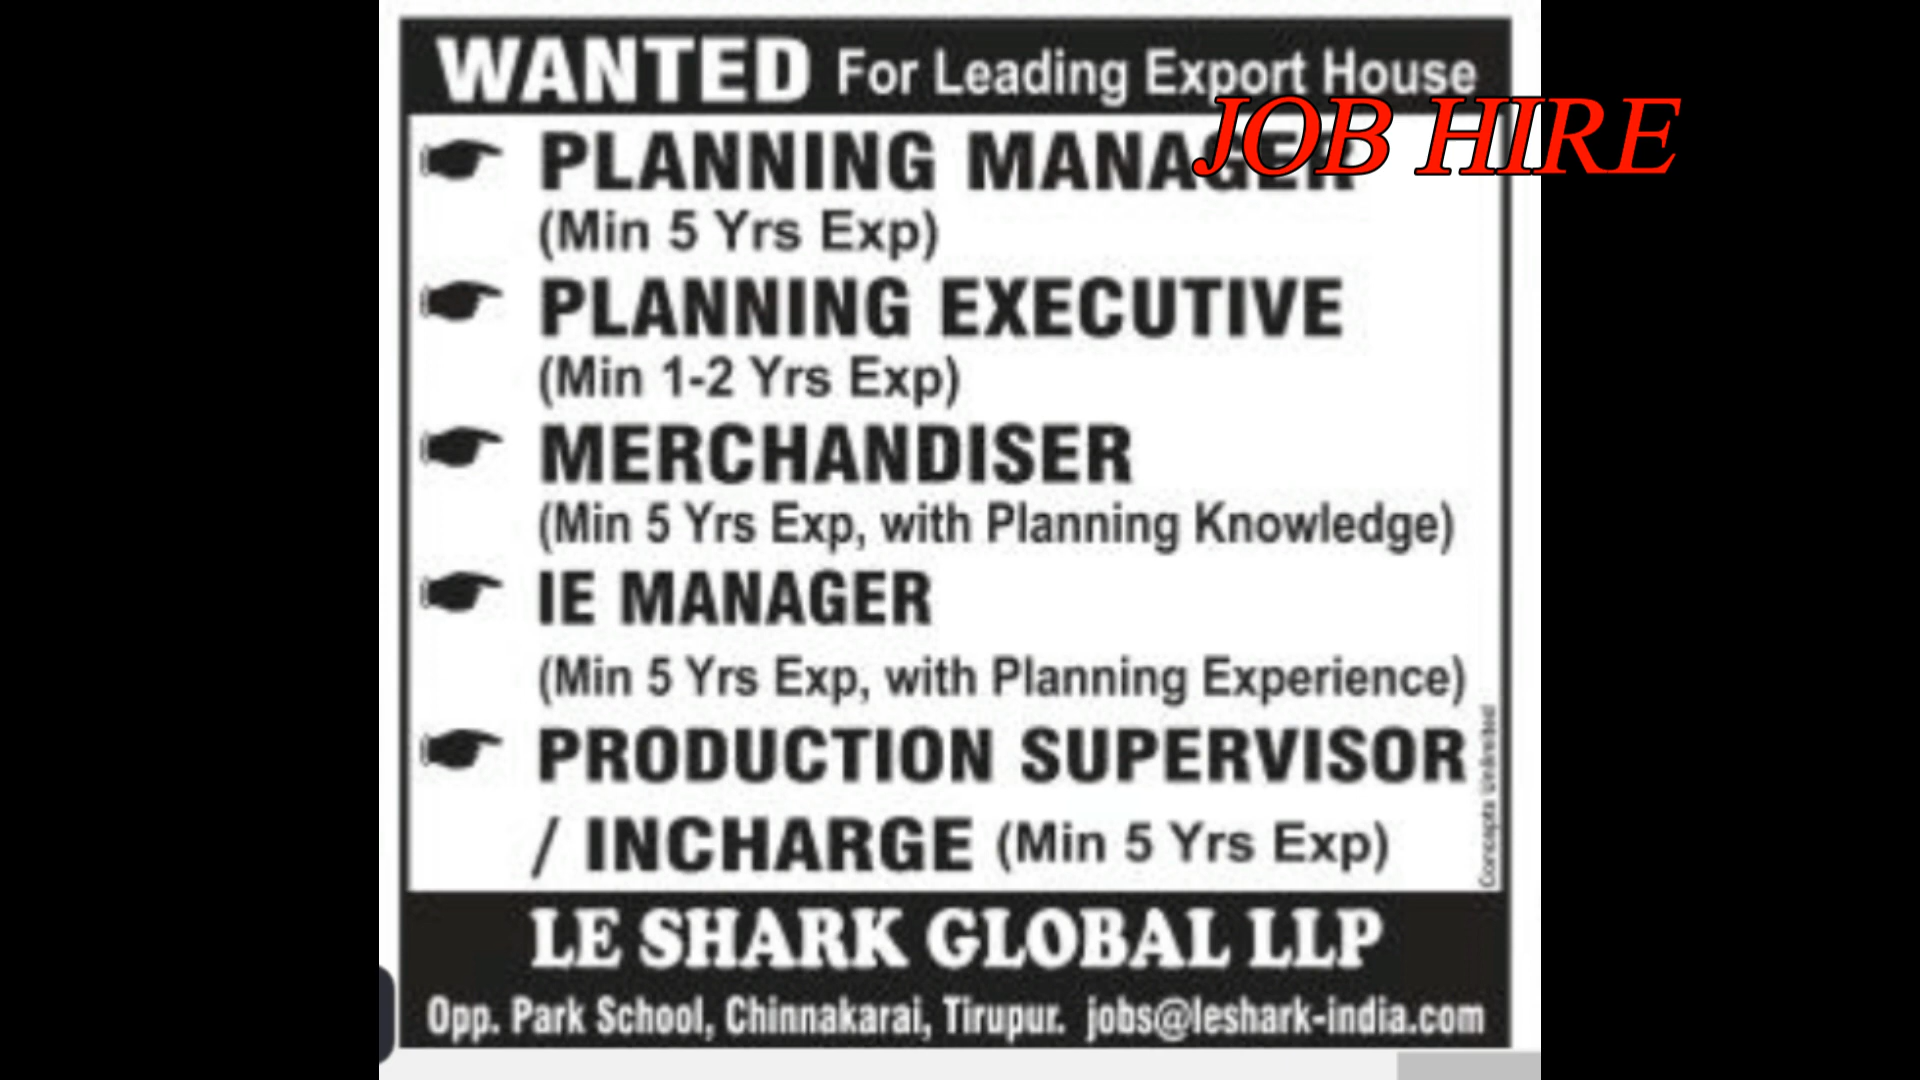 WANTED For Leading Export House
JOB HIRE
PLANNING MANAGER
(Min 5 Yrs Exp)
PLANNING EXECUTIVE
(Min 1-2 Yrs Exp)
MERCHANDISER
(Min 5 Yrs Exp, with Planning Knowledge)
IE MANAGER
(Min 5 Yrs Exp, with Planning Experience)
PRODUCTION SUPERVISOR
/ INCHARGE (Min 5 Yrs Exp)
Concepts Unlimited
LE SHARK GLOBAL LLP
Opp. Park School, Chinnakarai, Tirupur. jobs@leshark-india.com